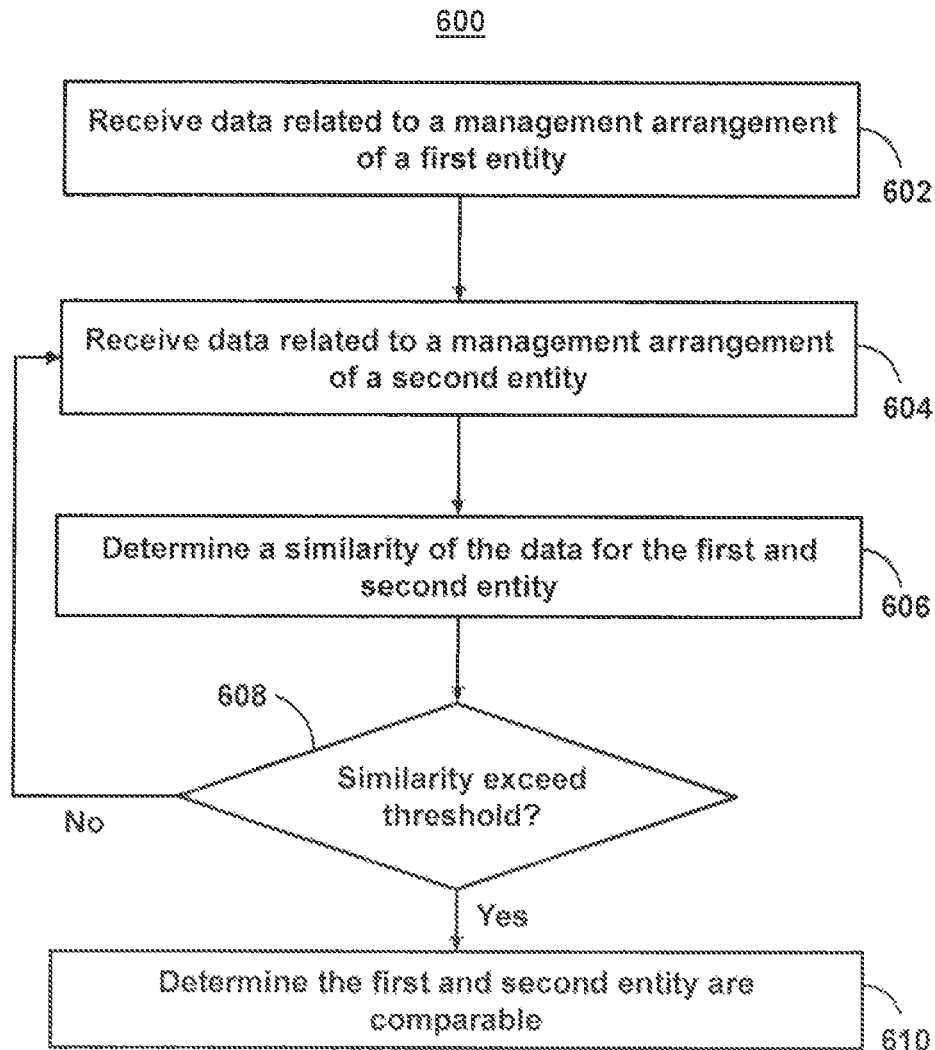 600
Receive data related to a management arrangement
of a first entity
602
Receive data related to a management arrangement
of a second entity
604
Determine a similarity of the data for the first and
second entity
606
608
Similarity exceed
threshold?
No
Yes
Determine the first and second entity are
comparable
610